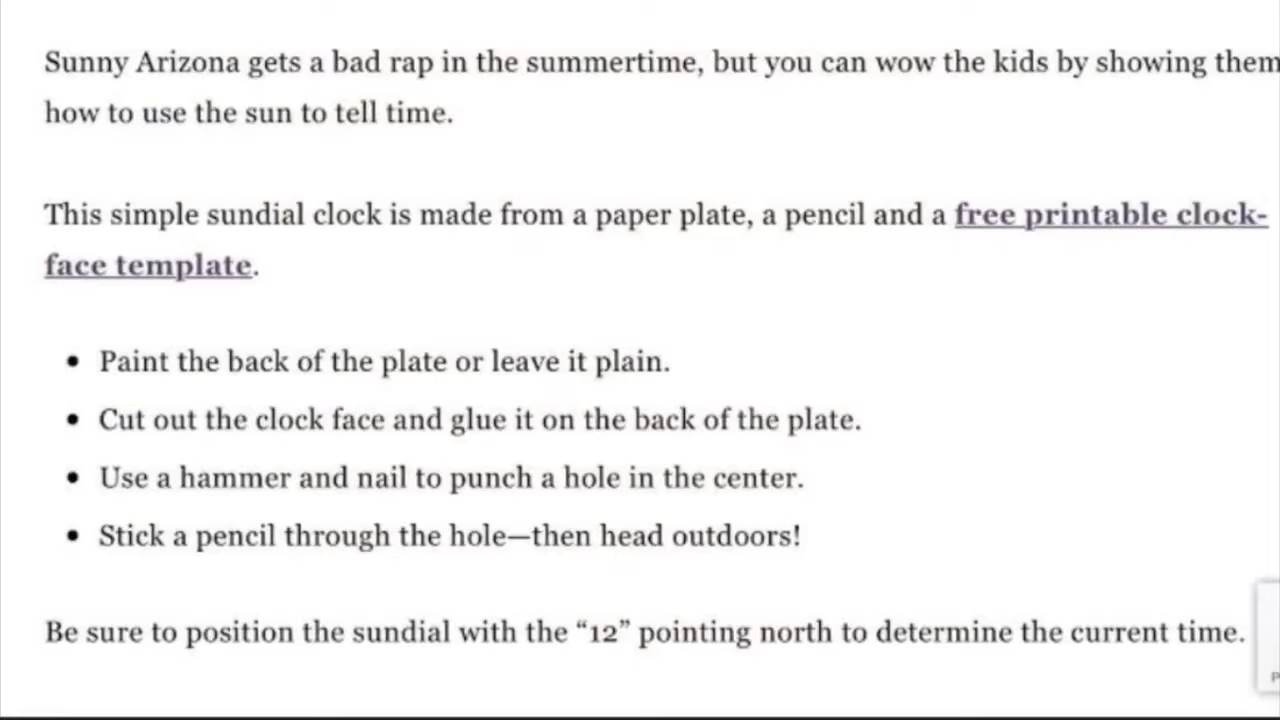 Sunny Arizona gets a bad rap in the summertime, but you can wow the kids by showing them
how to use the sun to tell time.
This simple sundial clock is made from a paper plate, a pencil and a free printable clock-
face template.
• Paint the back of the plate or leave it plain.
• Cut out the clock face and glue it on the back of the plate.
• Use a hammer and nail to punch a hole in the center.
• Stick a pencil through the hole—then head outdoors!
Be sure to position the sundial with the “12” pointing north to determine the current time.